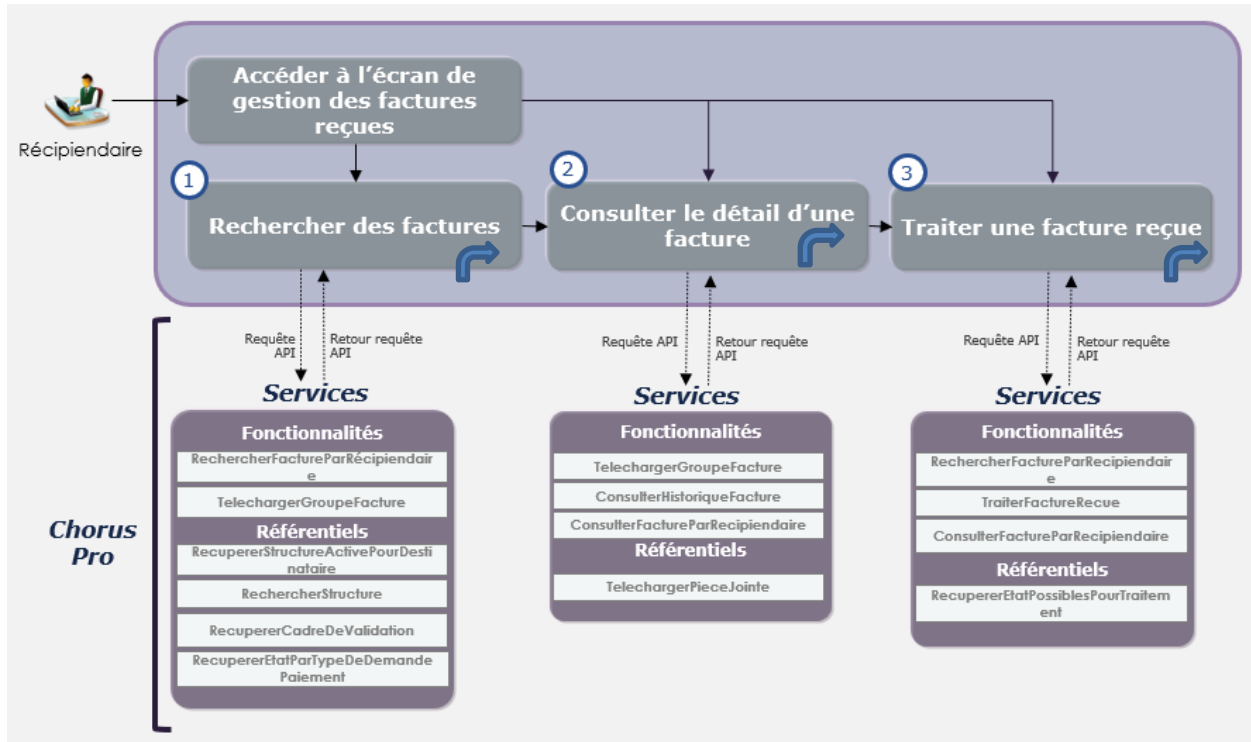 Accéder à l'écran de
gestion des factures
reçues
Récipiendaire
1
Rechercher des factures
2
Consulter le détail d'une
facture
3
Traiter une facture reçue
Requête
API
Retour requête
API
Requête API
Retour requête
API
Requête API
Retour requête
API
Chorus
Pro
Services
Fonctionnalités
RechercherFactureParRécipiendair
e
TelechargerGroupeFacture
Référentiels
RecupererStructureActivePourDesti
nataire
RechercherStructure
RecupererCadreDeValidation
RecupererEtatParTypeDeDemande
Paiement
Services
Fonctionnalités
TelechargerGroupeFacture
ConsulterHistoriqueFacture
ConsulterFactureParRecipiendaire
Référentiels
TelechargerPieceJointe
Services
Fonctionnalités
RechercherFactureParRecipiendair
e
TraiterFactureRecue
ConsulterFactureParRecipiendaire
Référentiels
RecupererEtatPossiblesPourTraitem
ent